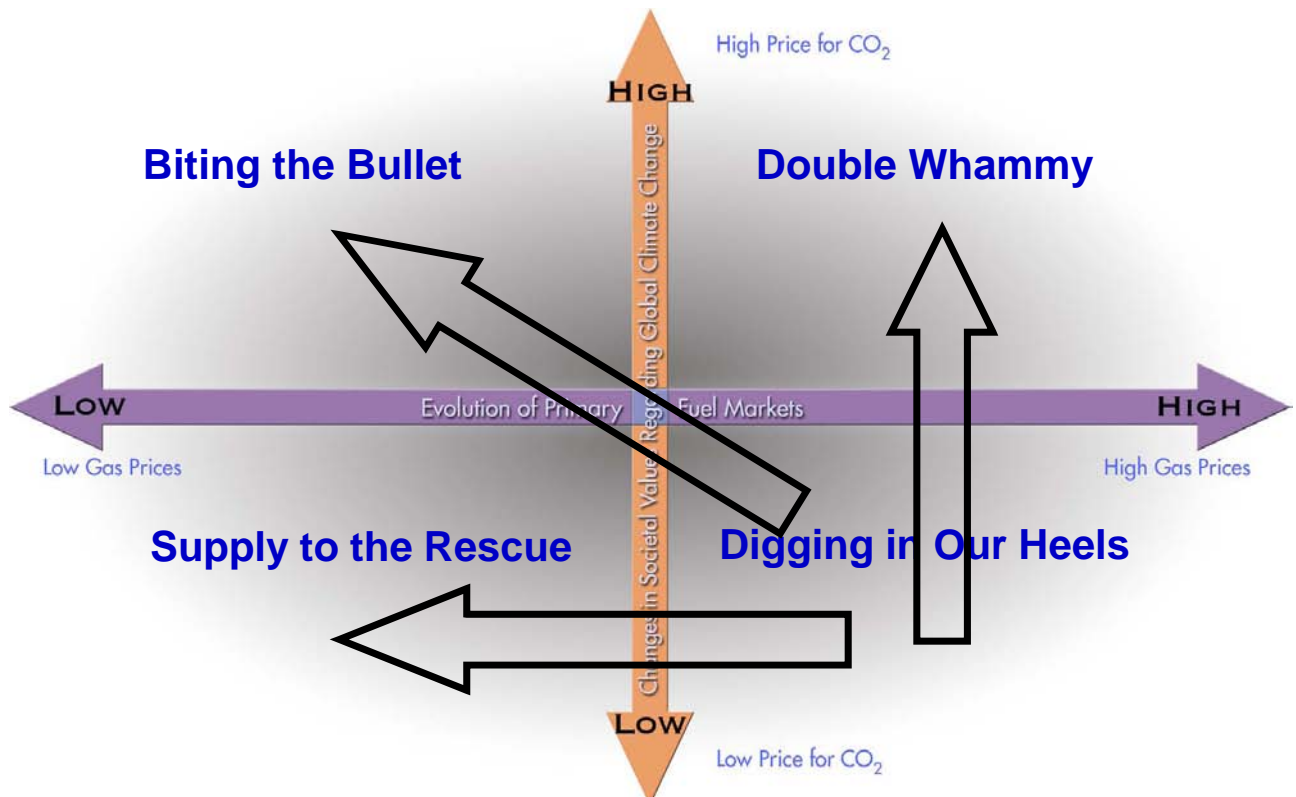 High Price for CO₂
HIGH
Biting the Bullet
Double Whammy
Changes in Societal Values Regarding Global Climate Change
LOW
Evolution of Primary Fuel Markets
HIGH
Low Gas Prices
High Gas Prices
Supply to the Rescue
Digging in Our Heels
LOW
Low Price for CO₂